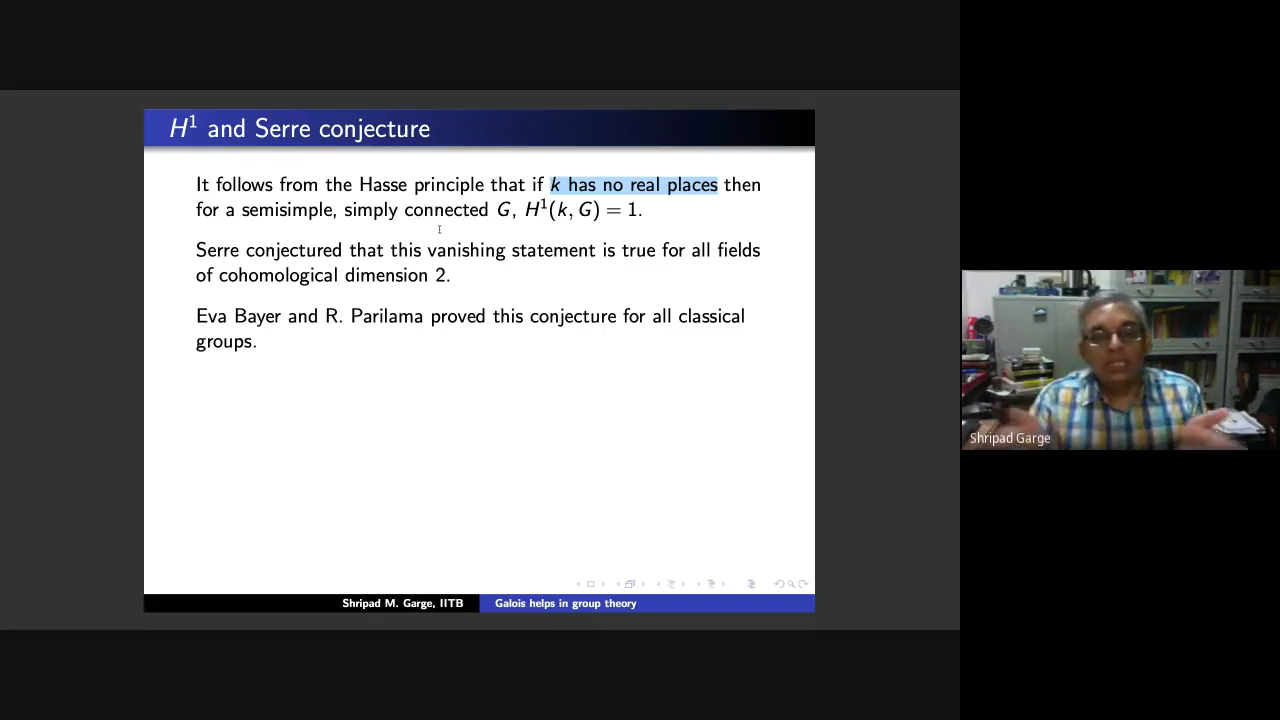 H¹ and Serre conjecture
It follows from the Hasse principle that if k has no real places then
for a semisimple, simply connected G, H¹(k, G) = 1.
Serre conjectured that this vanishing statement is true for all fields
of cohomological dimension 2.
Eva Bayer and R. Parilama proved this conjecture for all classical
groups.
Shripad M. Garge, IITB
Galois helps in group theory
Shripad Garge